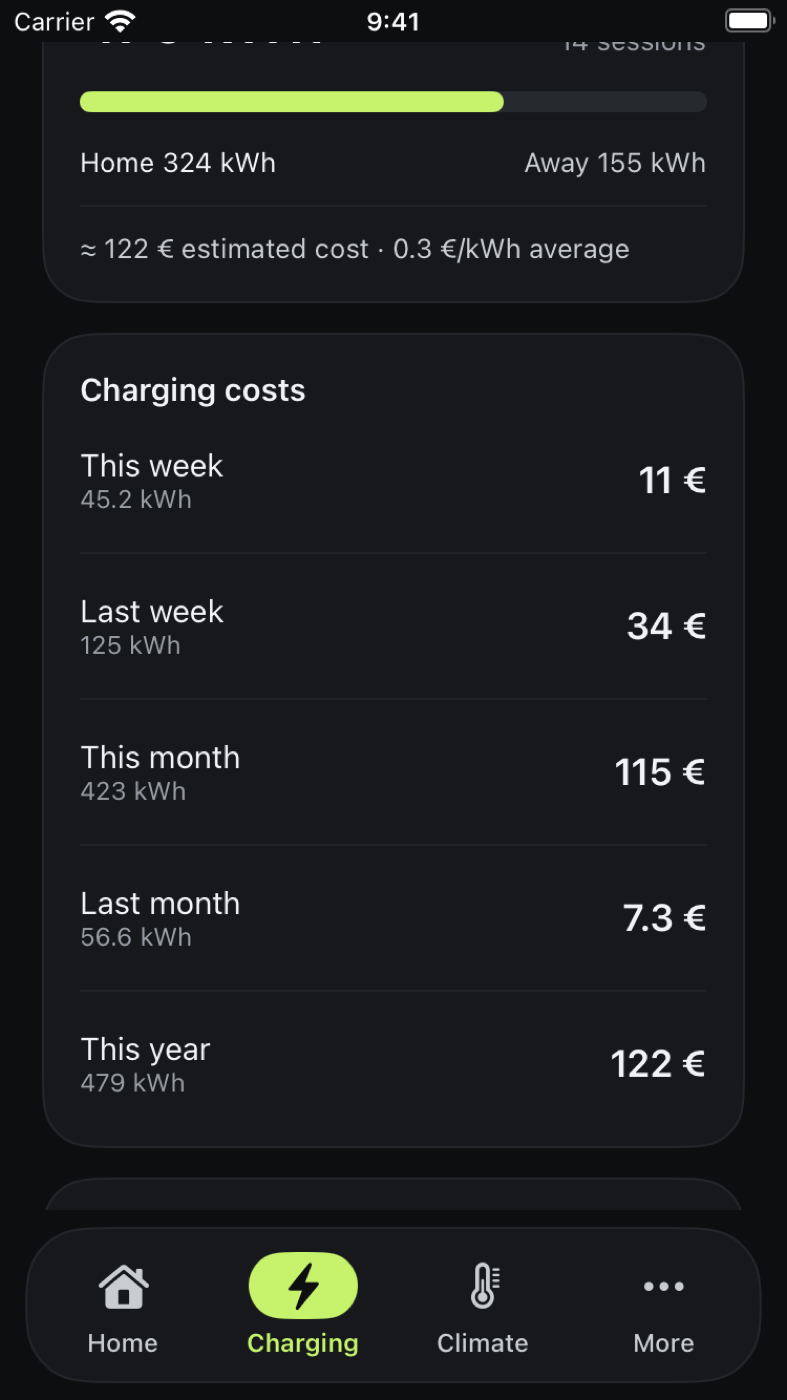 Carrier 9:41
14 sessions
Home 324 kWh Away 155 kWh
≈ 122 € estimated cost · 0.3 €/kWh average
Charging costs
This week
45.2 kWh
11 €
Last week
125 kWh
34 €
This month
423 kWh
115 €
Last month
56.6 kWh
7.3 €
This year
479 kWh
122 €
Home Charging Climate More